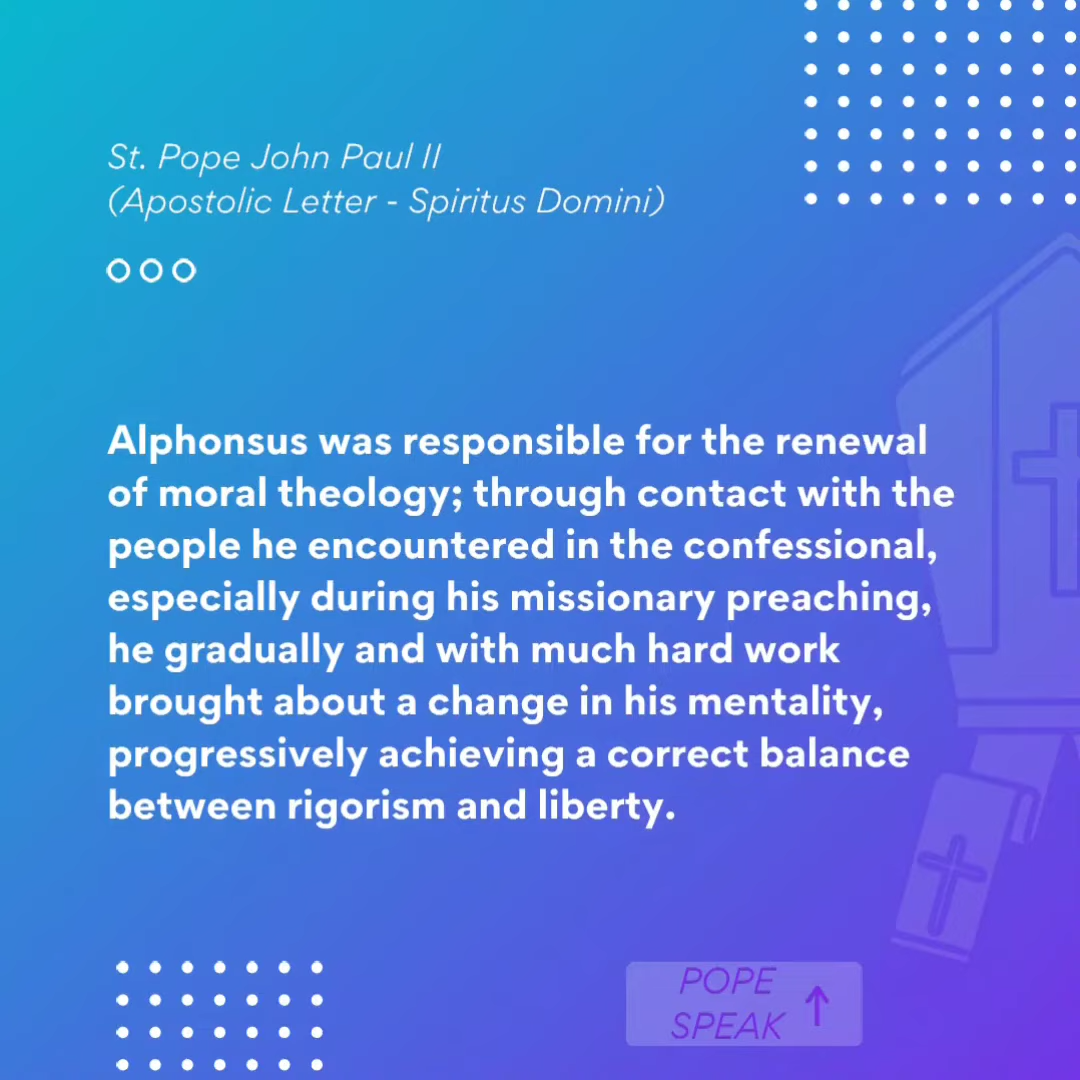 St. Pope John Paul II
(Apostolic Letter - Spiritus Domini)
Alphonsus was responsible for the renewal
of moral theology; through contact with the
people he encountered in the confessional,
especially during his missionary preaching,
he gradually and with much hard work
brought about a change in his mentality,
progressively achieving a correct balance
between rigorism and liberty.
POPE
SPEAK